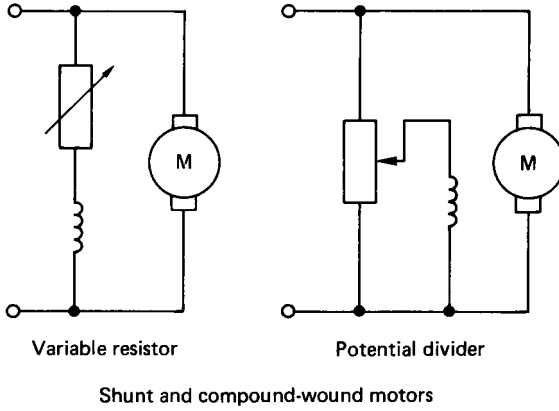 M
M
Variable resistor
Potential divider
Shunt and compound-wound motors